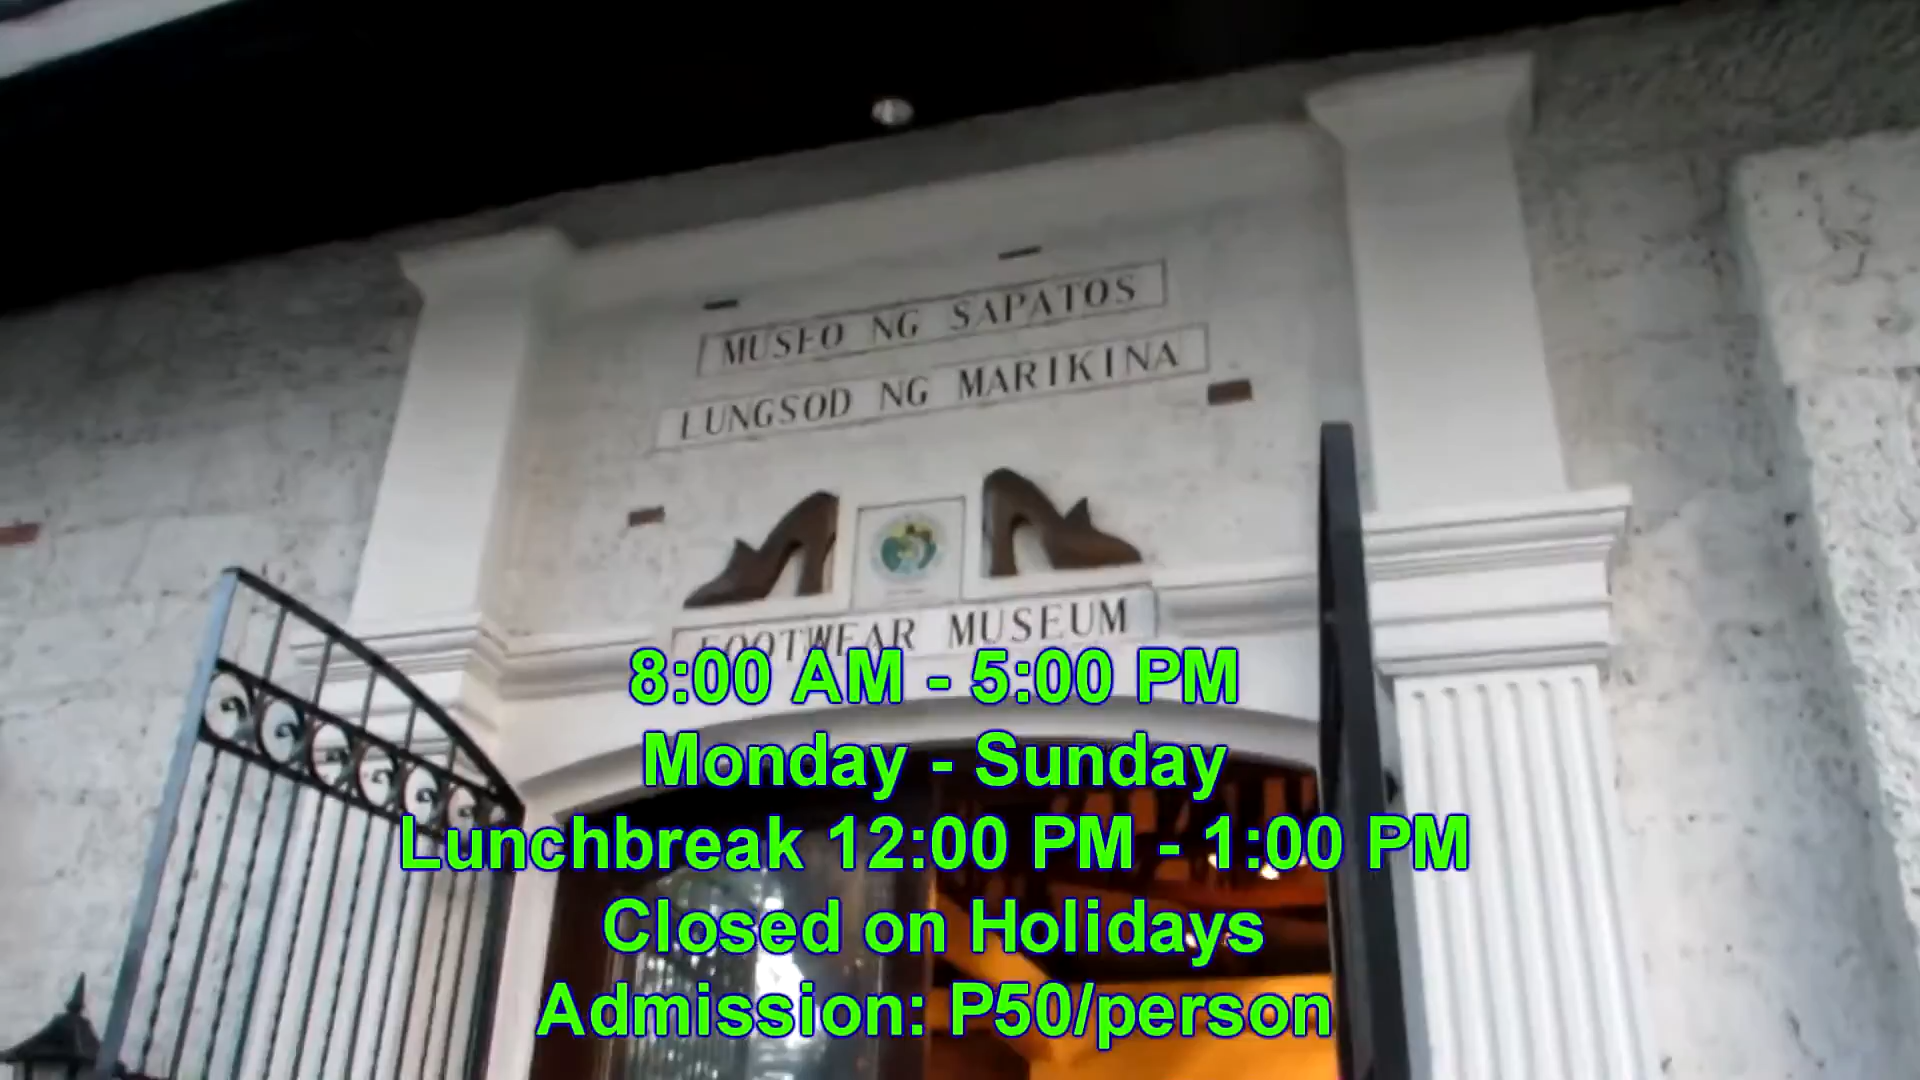 MUSEO NG SAPATOS
LUNGSOD NG MARIKINA
FOOTWEAR MUSEUM
8:00 AM - 5:00 PM
Monday - Sunday
Lunchbreak 12:00 PM - 1:00 PM
Closed on Holidays
Admission: P50/person